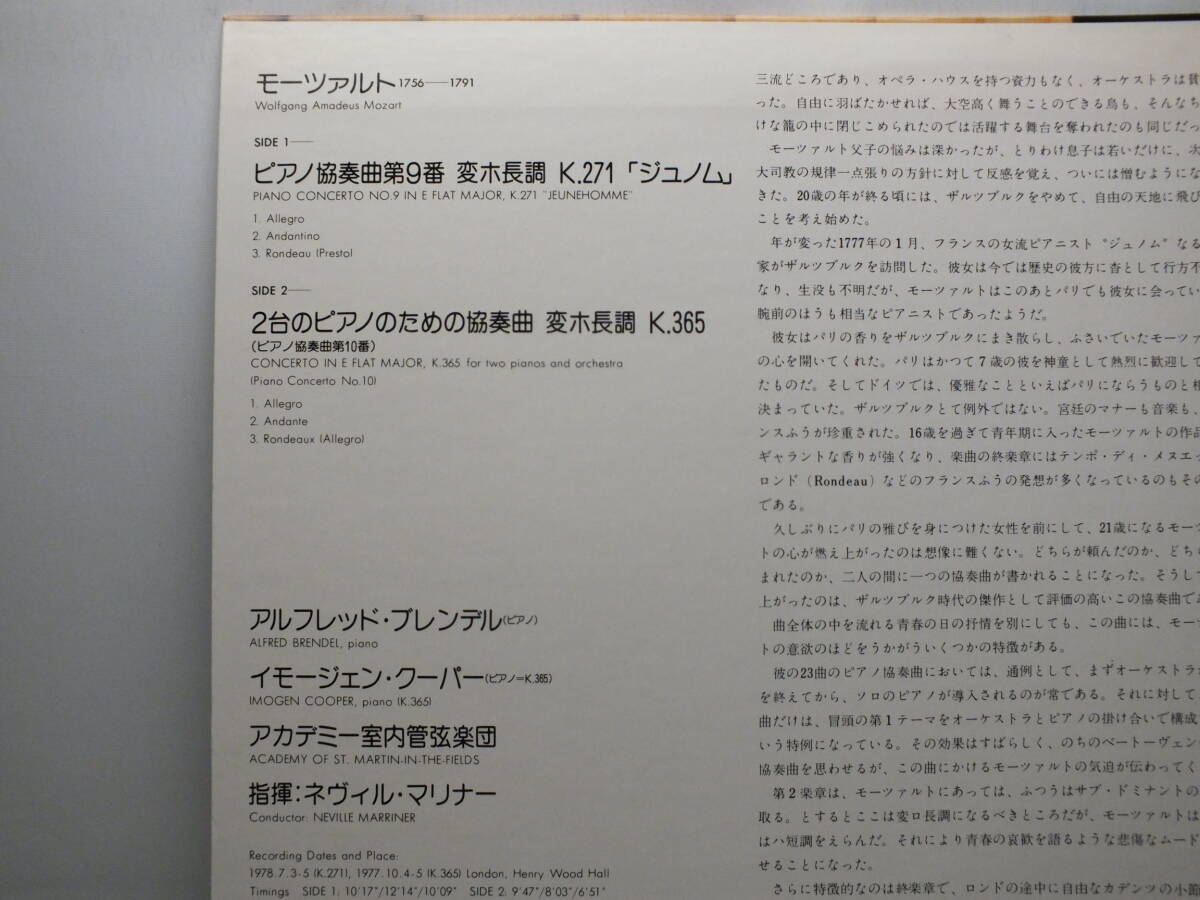 モーツァルト 1756—1791
Wolfgang Amadeus Mozart
SIDE 1—
ピアノ協奏曲第9番 変ホ長調 K.271「ジュノム」
PIANO CONCERTO NO.9 IN E FLAT MAJOR, K.271 "JEUNEHOMME"
1. Allegro
2. Andantino
3. Rondeau (Presto)
SIDE 2—
2台のピアノのための協奏曲 変ホ長調 K.365
(ピアノ協奏曲第10番)
CONCERTO IN E FLAT MAJOR, K.365 for two pianos and orchestra
(Piano Concerto No.10)
1. Allegro
2. Andante
3. Rondeaux (Allegro)
アルフレッド・ブレンデル(ピアノ)
ALFRED BRENDEL, piano
イモージェン・クーパー(ピアノ=K.365)
IMOGEN COOPER, piano (K.365)
アカデミー室内管弦楽団
ACADEMY OF ST. MARTIN-IN-THE-FIELDS
指揮:ネヴィル・マリナー
Conductor: NEVILLE MARRINER
Recording Dates and Place:
1978.7.3-5 (K.271), 1977.10.4-5 (K.365) London, Henry Wood Hall
Timings SIDE 1: 10'17"/12'14"/10'09" SIDE 2: 9'47"/8'03"/6'51"
三流どころであり、オペラ・ハウスを持つ資力もなく、オーケストラは貧
った。自由に羽ばたかせれば、大空高く舞うことのできる鳥も、そんなち
けな籠の中に閉じこめられたのでは活躍する舞台を奪われたのも同じだっ
モーツァルト父子の悩みは深かったが、とりわけ息子は若いだけに、次
大司教の規律一点張りの方針に対して反感を覚え、ついには憎むようにな
きた。20歳の年が終る頃には、ザルツブルクをやめて、自由の天地に飛び
ことを考え始めた。
年が変った1777年の1月、フランスの女流ピアニスト“ジュノム”なる
家がザルツブルクを訪問した。彼女は今では歴史の彼方に杳として行方不
なり、生没も不明だが、モーツァルトはこのあとパリでも彼女に会ってい
腕前のほうも相当なピアニストであったようだ。
彼女はパリの香りをザルツブルクにまき散らし、ふさいでいたモーツァ
の心を開いてくれた。パリはかつて7歳の彼を神童として熱烈に歓迎して
たものだ。そしてドイツでは、優雅なことといえばパリにならうものと相
決まっていた。ザルツブルクとて例外ではない。宮廷のマナーも音楽も、
ンスふうが珍重された。16歳を過ぎて青年期に入ったモーツァルトの作品
ギャラントな香りが強くなり、楽曲の終楽章にはテンポ・ディ・メヌエッ
ロンド(Rondeau)などのフランスふうの発想が多くなっているのもその
である。
久しぶりにパリの雅びを身につけた女性を前にして、21歳になるモーツ
トの心が燃え上がったのは想像に難くない。どちらが頼んだのか、どち
まれたのか、二人の間に一つの協奏曲が書かれることになった。そうして
上がったのは、ザルツブルク時代の傑作として評価の高いこの協奏曲であ
曲全体の中を流れる青春の日の抒情を別にしても、この曲には、モーツ
トの意欲のほどをうかがういくつかの特徴がある。
彼の23曲のピアノ協奏曲においては、通例として、まずオーケストラが
を終えてから、ソロのピアノが導入されるのが常である。それに対して、
曲だけは、冒頭の第1テーマをオーケストラとピアノの掛け合いで構成
いう特例になっている。その効果はすばらしく、のちのベートーヴェン
協奏曲を思わせるが、この曲にかけるモーツァルトの気迫が伝わってく
第2楽章は、モーツァルトにあっては、ふつうはサブ・ドミナントの
取る。とするとここは変ロ長調になるべきところだが、モーツァルトは
はハ短調をえらんだ。それにより青春の哀歓を語るような悲傷なムード
せることになった。
さらに特徴的なのは終楽章で、ロンドの途中に自由なカデンツの小節